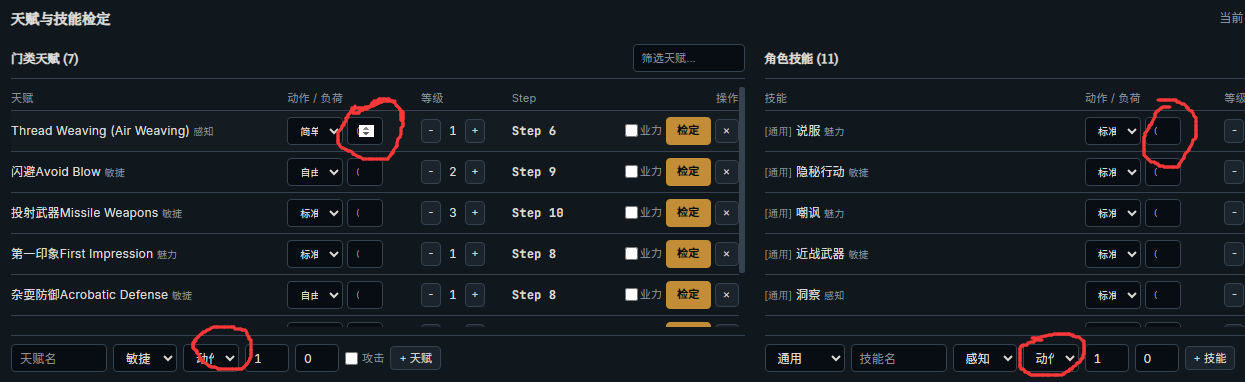 天赋与技能检定
当前
门类天赋 (7)
筛选天赋...
角色技能 (11)
天赋 动作 / 负荷 等级 Step 操作
Thread Weaving (Air Weaving) 感知 简单 - 1 + Step 6 业力 检定 ×
闪避Avoid Blow 敏捷 自由 - 2 + Step 9 业力 检定 ×
投射武器Missile Weapons 敏捷 标准 - 3 + Step 10 业力 检定 ×
第一印象First Impression 魅力 标准 - 1 + Step 8 业力 检定 ×
杂耍防御Acrobatic Defense 敏捷 自由 - 1 + Step 8 业力 检定 ×
天赋名 敏捷 动作 1 0 攻击 + 天赋
技能 动作 / 负荷 等级
[通用] 说服 魅力 标准 -
[通用] 隐秘行动 敏捷 标准 -
[通用] 嘲讽 魅力 标准 -
[通用] 近战武器 敏捷 标准 -
[通用] 洞察 感知 标准 -
通用 技能名 感知 动作 1 0 + 技能